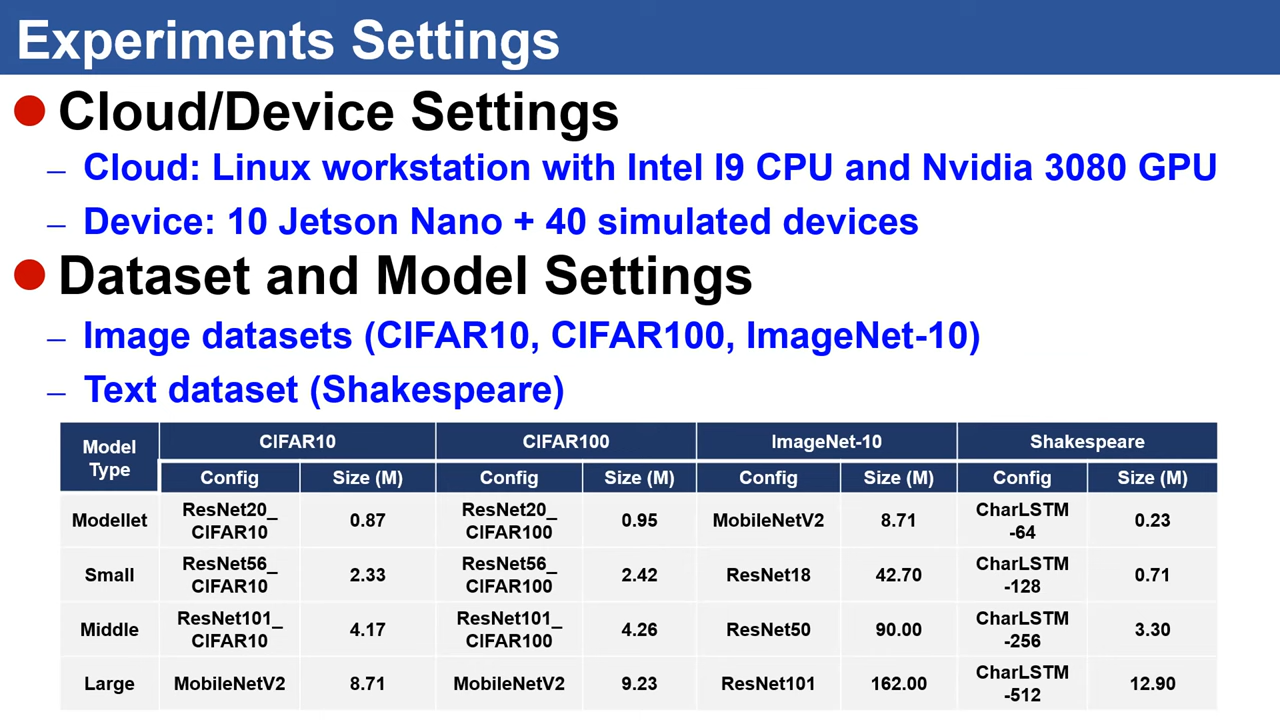 Experiments Settings
Cloud/Device Settings
– Cloud: Linux workstation with Intel I9 CPU and Nvidia 3080 GPU
– Device: 10 Jetson Nano + 40 simulated devices
Dataset and Model Settings
– Image datasets (CIFAR10, CIFAR100, ImageNet-10)
– Text dataset (Shakespeare)
Model Type CIFAR10 CIFAR100 ImageNet-10 Shakespeare
Config Size (M) Config Size (M) Config Size (M) Config Size (M)
Modellet ResNet20_CIFAR10 0.87 ResNet20_CIFAR100 0.95 MobileNetV2 8.71 CharLSTM-64 0.23
Small ResNet56_CIFAR10 2.33 ResNet56_CIFAR100 2.42 ResNet18 42.70 CharLSTM-128 0.71
Middle ResNet101_CIFAR10 4.17 ResNet101_CIFAR100 4.26 ResNet50 90.00 CharLSTM-256 3.30
Large MobileNetV2 8.71 MobileNetV2 9.23 ResNet101 162.00 CharLSTM-512 12.90